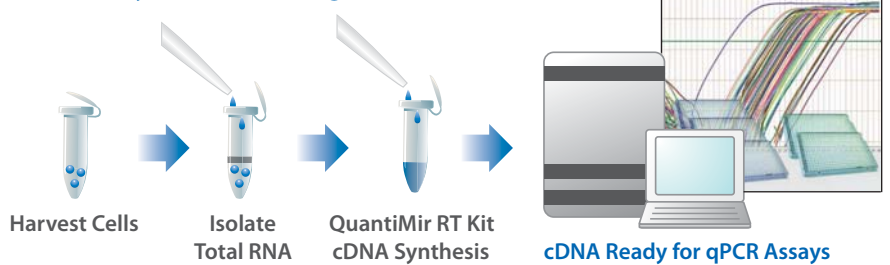 Harvest Cells
Isolate
Total RNA
QuantiMir RT Kit
cDNA Synthesis
cDNA Ready for qPCR Assays